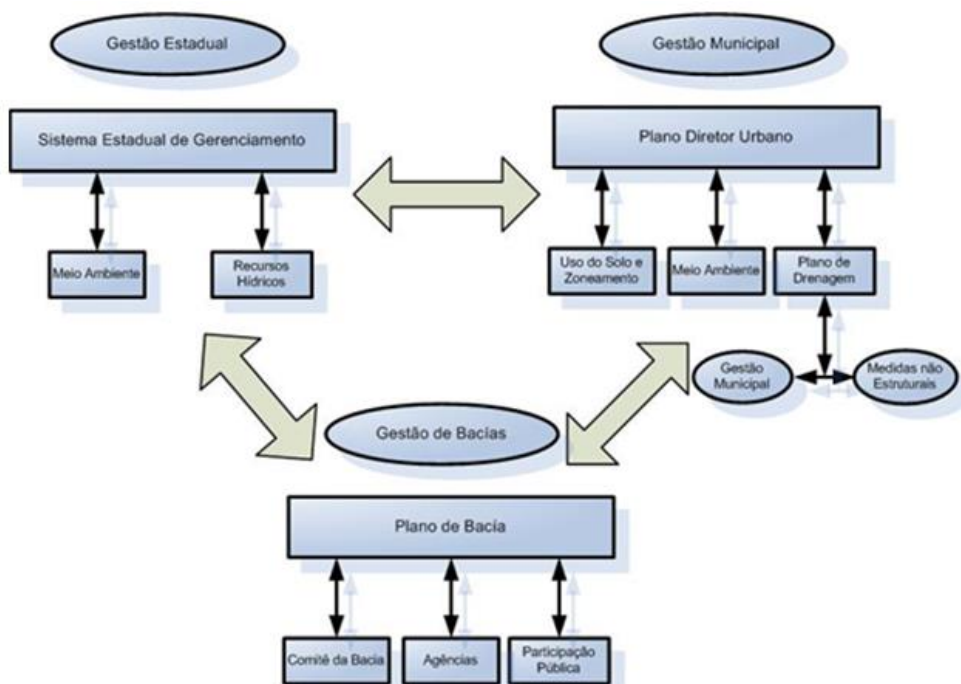 Gestão Estadual
Gestão Municipal
Sistema Estadual de Gerenciamento
Plano Diretor Urbano
Meio Ambiente
Recursos
Hídricos
Uso do Solo e
Zoneamento
Meio Ambiente
Plano de
Drenagem
Gestão
Municipal
Medidas não
Estruturais
Gestão de Bacías
Plano de Bacía
Comitê da Bacia
Agências
Participação
Pública